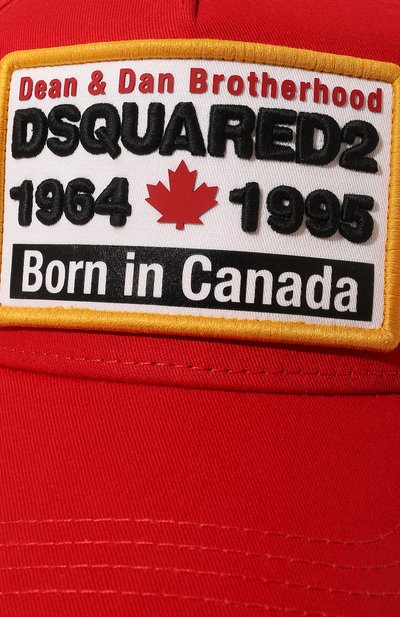 Dean & Dan Brotherhood
DSQUARED2
1964 1995
Born in Canada